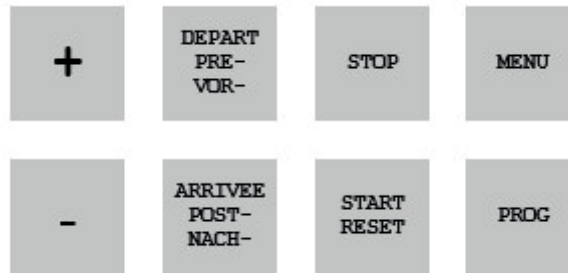 +
DEPART
PRE-
VOR-
STOP
MENU
-
ARRIVEE
POST-
NACH-
START
RESET
PROG